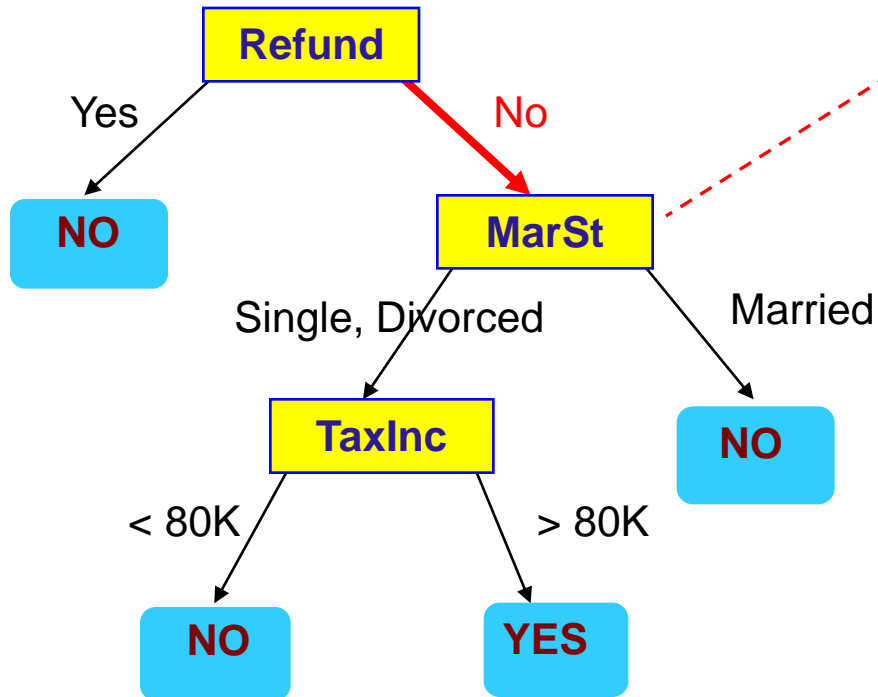 Refund
Yes
No
NO
MarSt
Single, Divorced
Married
TaxInc
NO
< 80K
> 80K
NO
YES